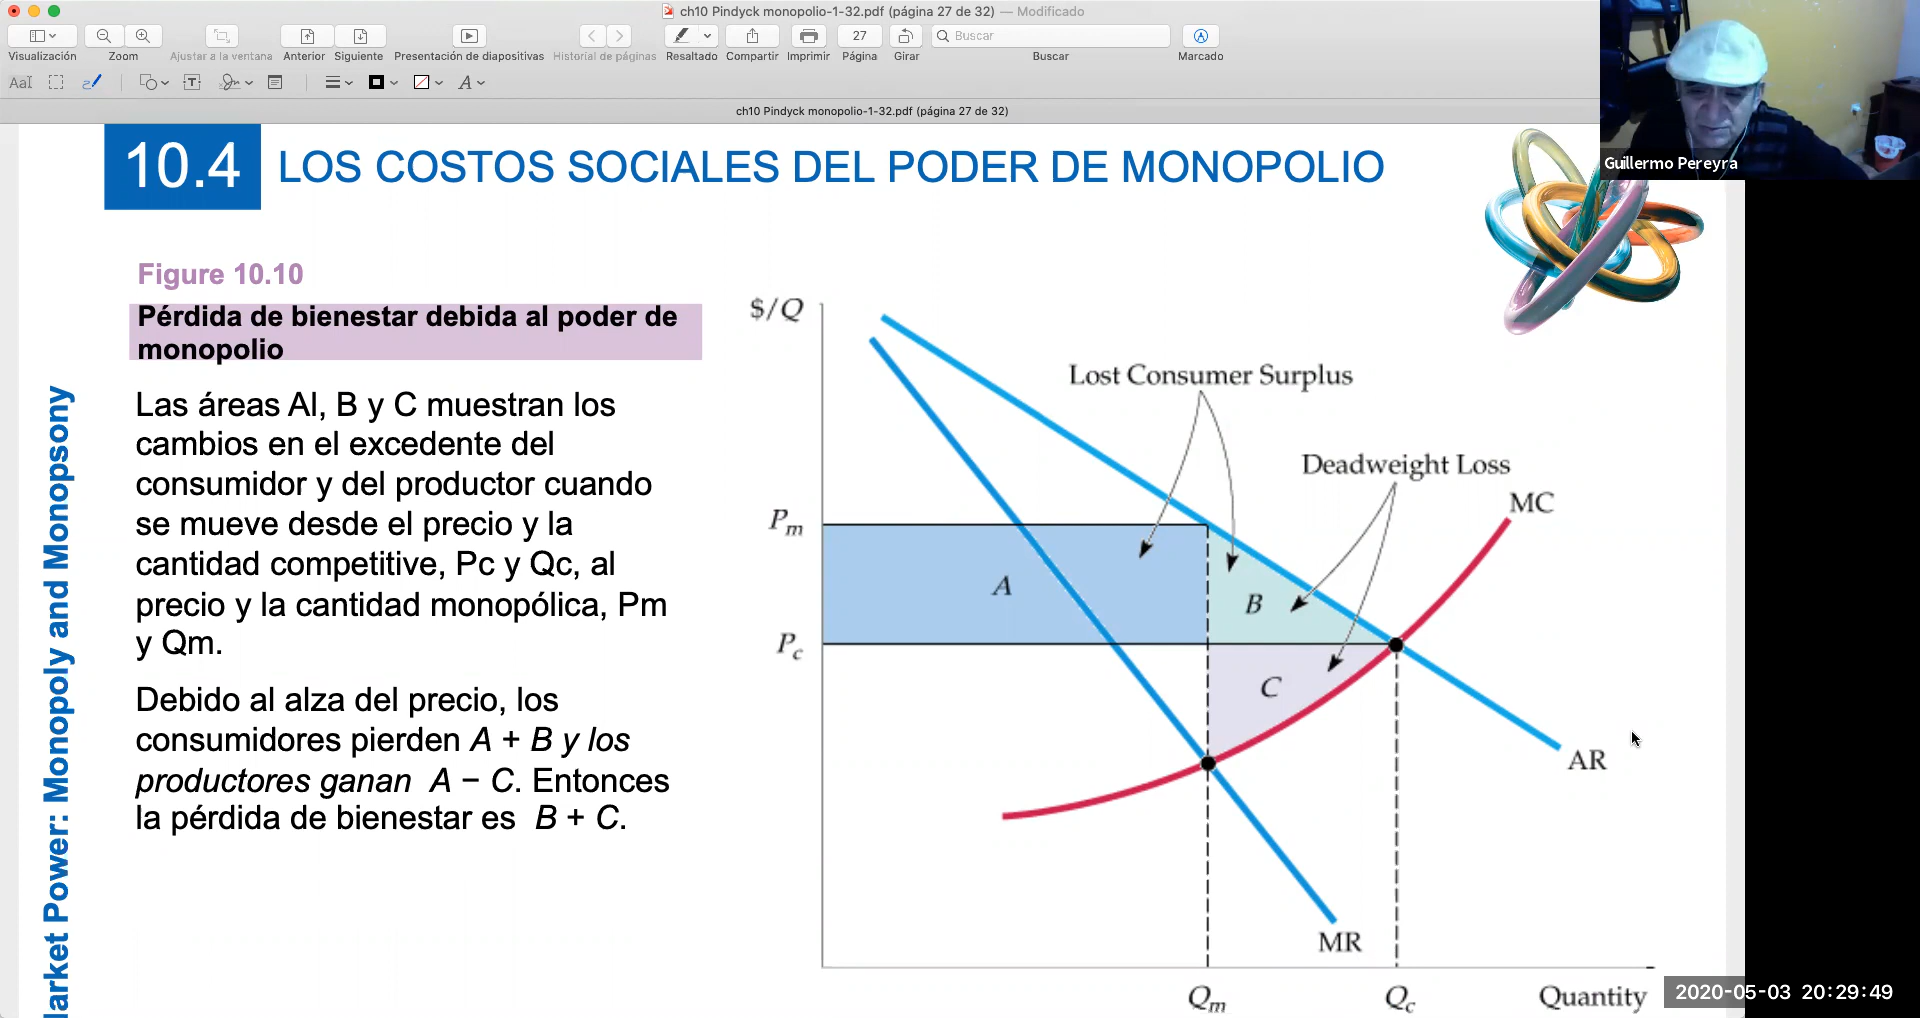 ch10 Pindyck monopolio-1-32.pdf (página 27 de 32) — Modificado
27
Buscar
Visualización
Zoom
Ajustar a la ventana
Anterior
Siguiente
Presentación de diapositivas
Historial de páginas
Resaltado
Compartir
Imprimir
Página
Girar
Buscar
Marcado
ch10 Pindyck monopolio-1-32.pdf (página 27 de 32)
Guillermo Pereyra
10.4 LOS COSTOS SOCIALES DEL PODER DE MONOPOLIO
Figure 10.10
Pérdida de bienestar debida al poder de
monopolio
Las áreas Al, B y C muestran los
cambios en el excedente del
consumidor y del productor cuando
se mueve desde el precio y la
cantidad competitive, Pc y Qc, al
precio y la cantidad monopólica, Pm
y Qm.
Debido al alza del precio, los
consumidores pierden A + B y los
productores ganan A − C. Entonces
la pérdida de bienestar es B + C.
larket Power: Monopoly and Monopsony
$/Q
Lost Consumer Surplus
Deadweight Loss
MC
Pm
A
B
Pc
C
AR
MR
Qm
Qc
Quantity
2020-05-03 20:29:49